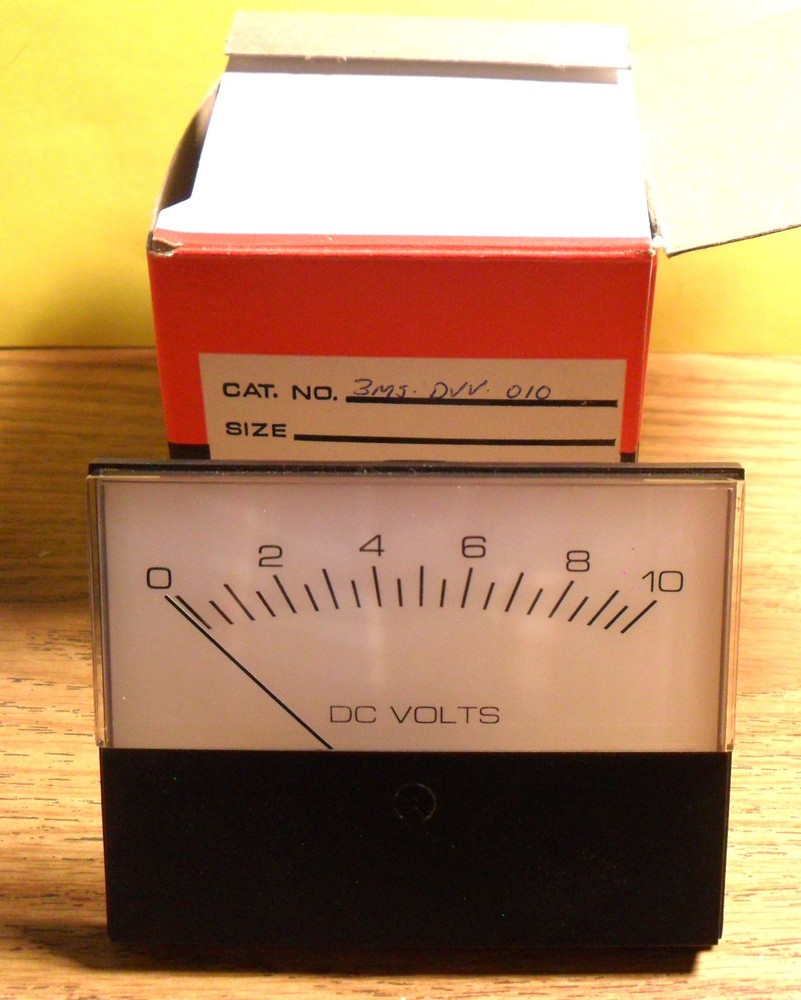 CAT. NO. 3MS. DVV. 010
SIZE
0 2 4 6 8 10
DC VOLTS